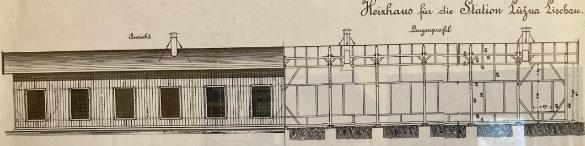 Heizhaus für die Station Lužna Lischau.
Ansicht
Längenprofil